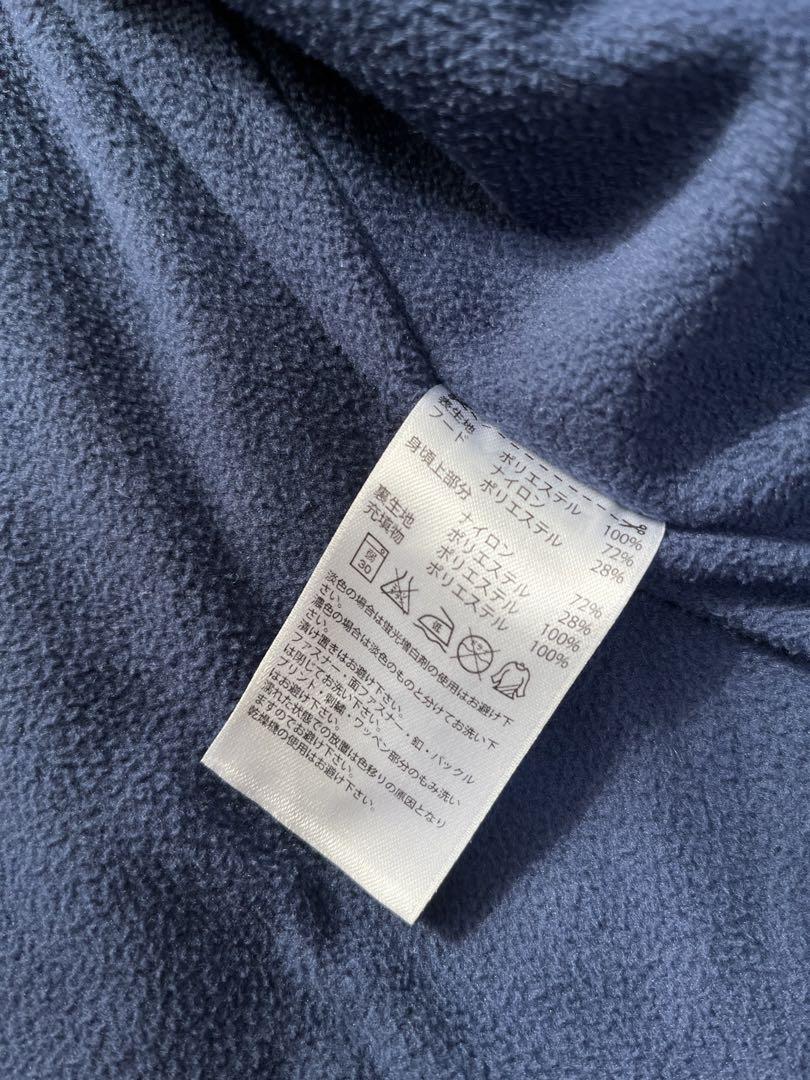 表生地 ポリエステル 100%
フード ナイロン 72%
ポリエステル 28%
身頃上部分 ナイロン 72%
ポリエステル 28%
裏生地 ポリエステル 100%
充填物 ポリエステル 100%
30
淡色の場合は蛍光増白剤の使用はお避け下
さい。
濃色の場合は淡色のものと分けてお洗い下
さい。
漬け置きはお避け下さい。
ファスナー・面ファスナー・釦・バックル
は閉じてお洗い下さい。
プリント・刺繍・ワッペン部分のもみ洗い
はお避け下さい。
濡れた状態での放置は色移りの原因となり
ますのでお避け下さい。
乾燥機の使用はお避け下さい。